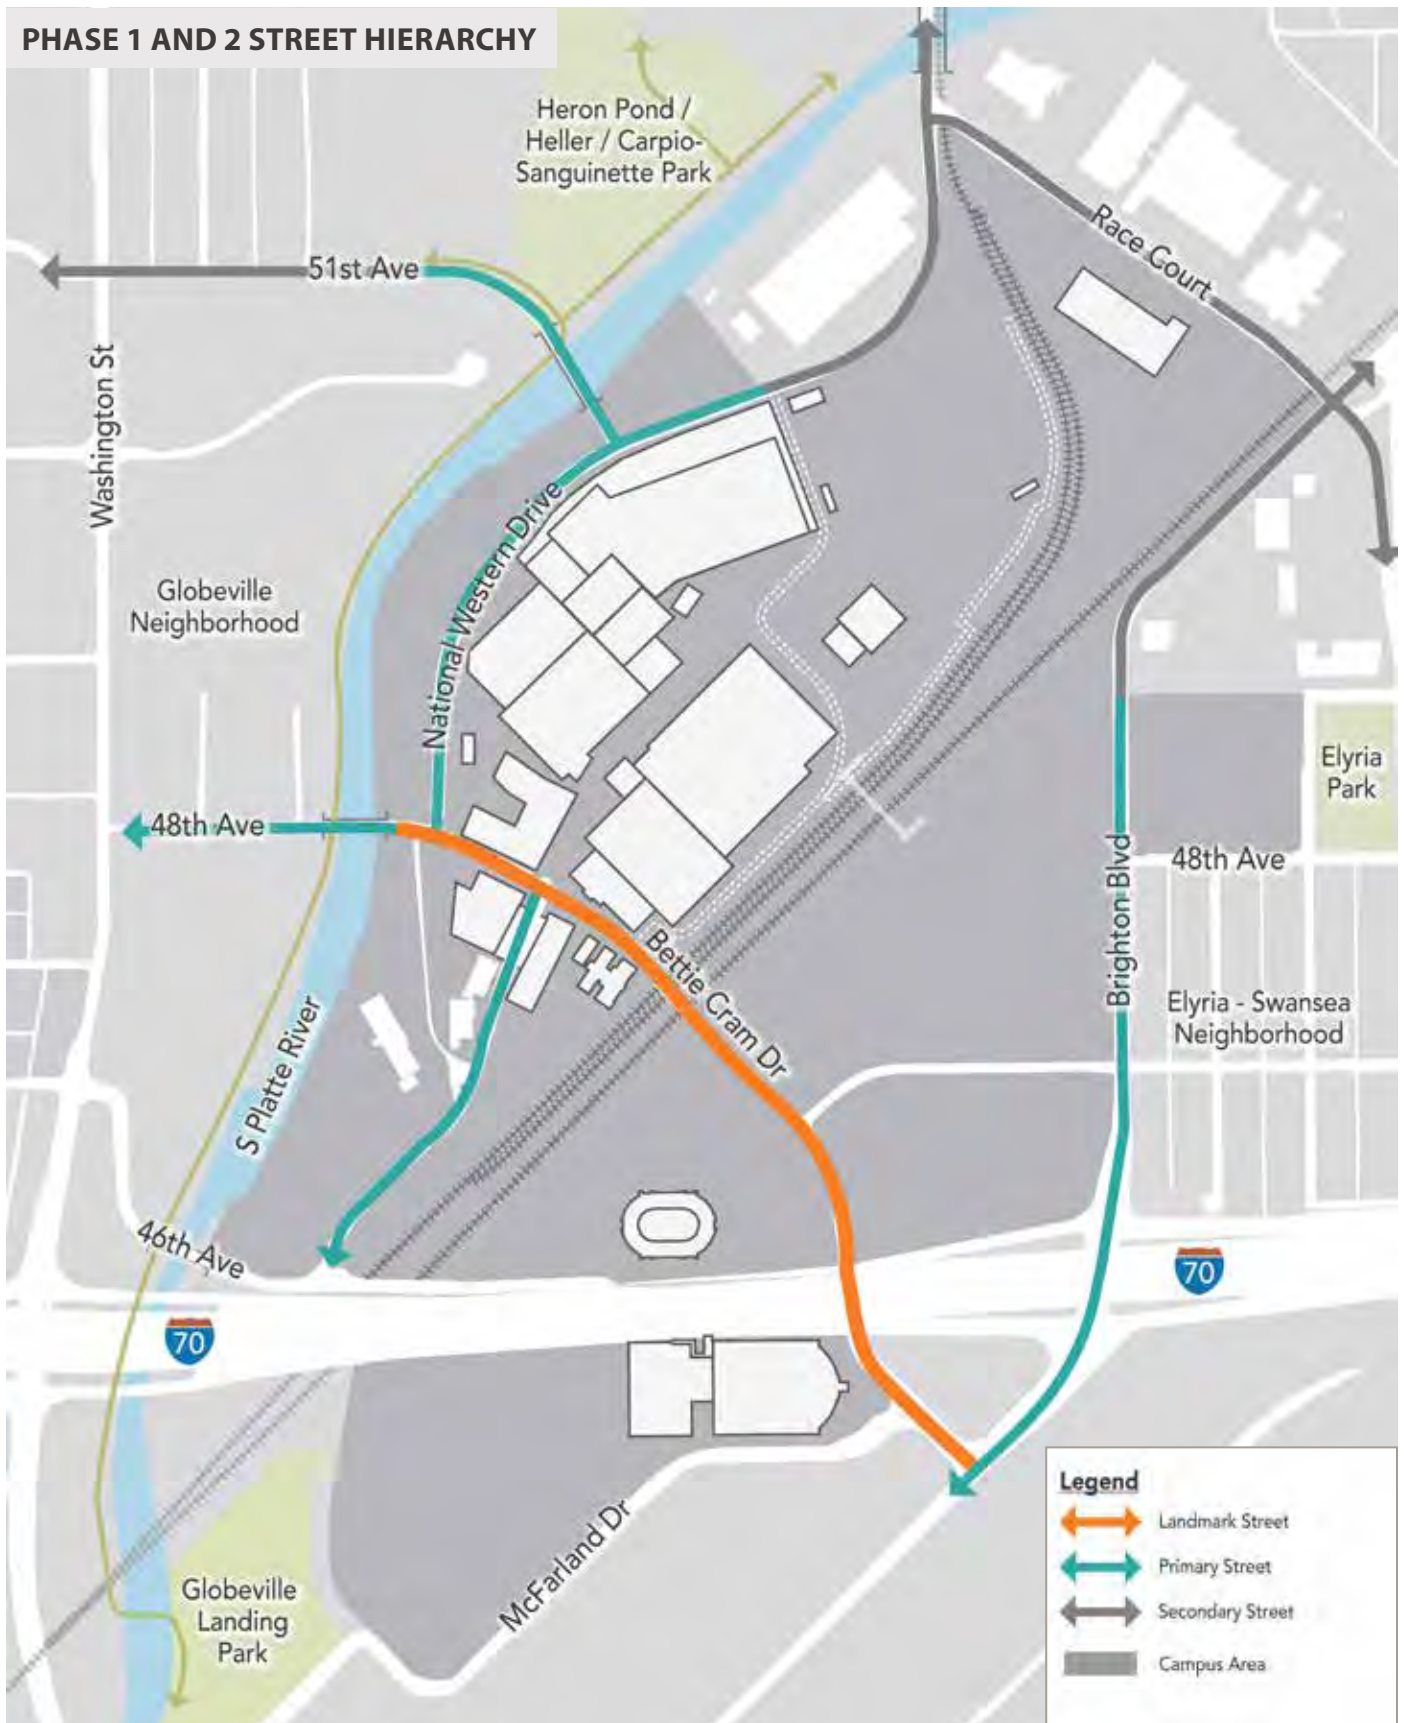 PHASE 1 AND 2 STREET HIERARCHY
Heron Pond /
Heller / Carpio-
Sanguinette Park
Race Court
51st Ave
Washington St
National Western Drive
Globeville
Neighborhood
Elyria
Park
48th Ave
48th Ave
Brighton Blvd
Bettie Cram Dr
Elyria - Swansea
Neighborhood
S Platte River
46th Ave
70
70
McFarland Dr
Globeville
Landing
Park
Legend
Landmark Street
Primary Street
Secondary Street
Campus Area